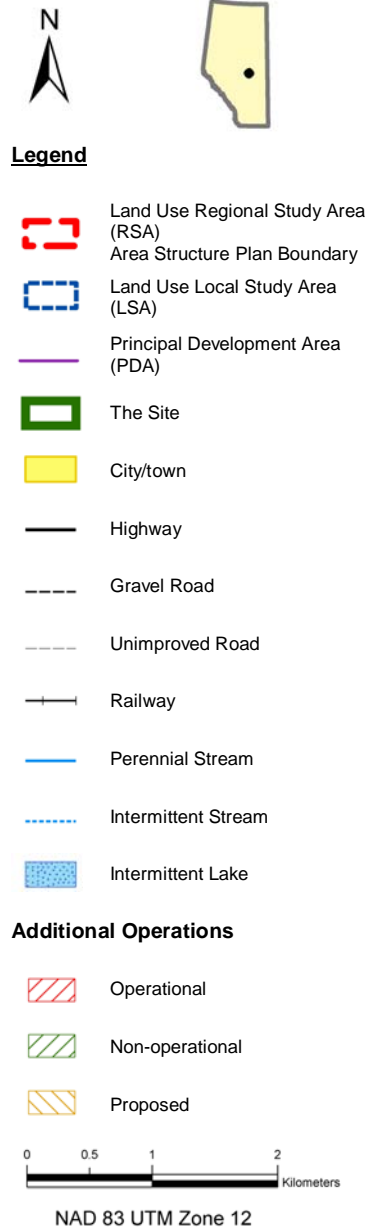 N
Legend
Land Use Regional Study Area
(RSA)
Area Structure Plan Boundary
Land Use Local Study Area
(LSA)
Principal Development Area
(PDA)
The Site
City/town
Highway
Gravel Road
Unimproved Road
Railway
Perennial Stream
Intermittent Stream
Intermittent Lake
Additional Operations
Operational
Non-operational
Proposed
0 0.5 1 2
Kilometers
NAD 83 UTM Zone 12